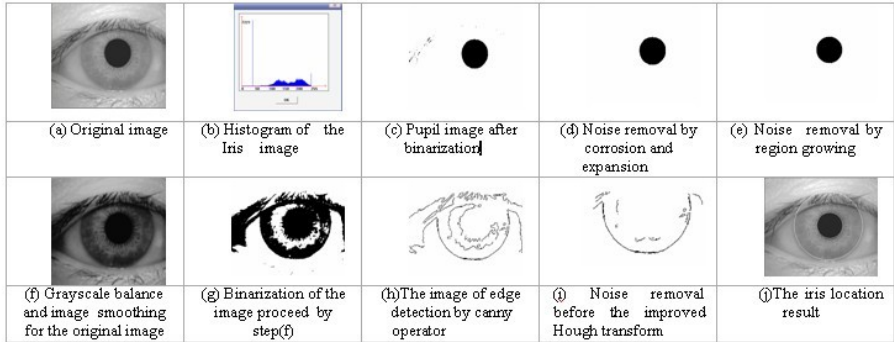 (a) Original image
(b) Histogram of the
Iris image
(c) Pupil image after
binarization
(d) Noise removal by
corrosion and
expansion
(e) Noise removal by
region growing
(f) Grayscale balance
and image smoothing
for the original image
(g) Binarization of the
image proceed by
step(f)
(h)The image of edge
detection by canny
operator
(i) Noise removal
before the improved
Hough transform
(j)The iris location
result